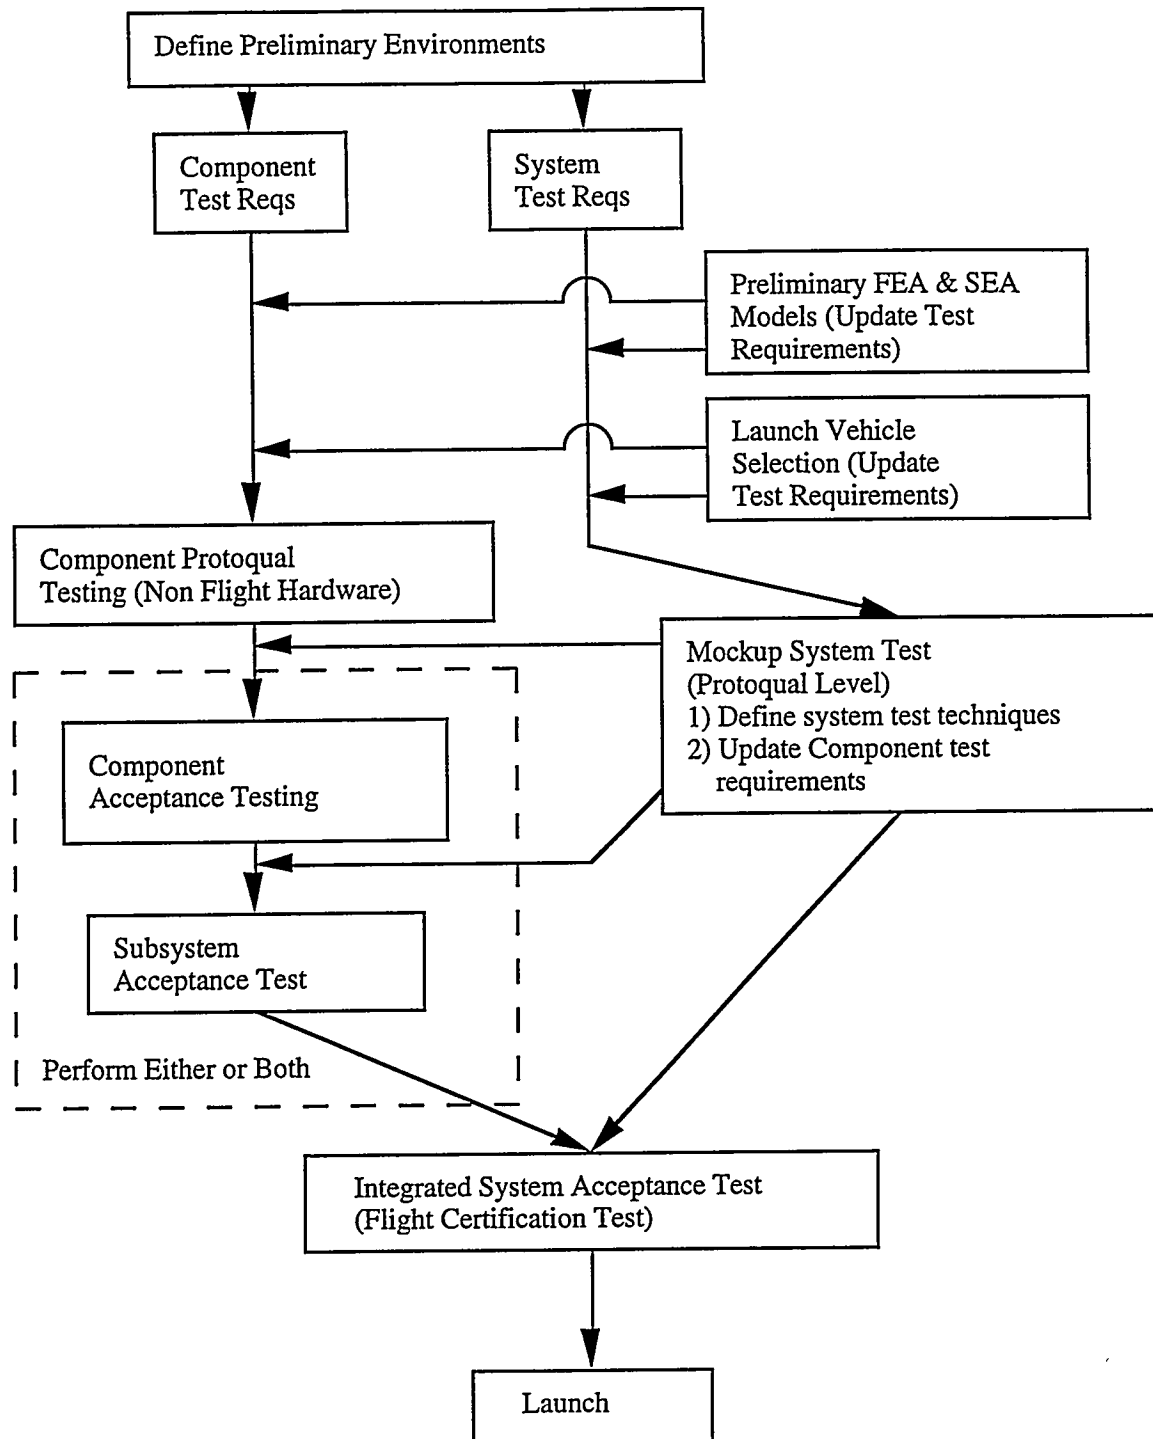 Define Preliminary Environments
Component
Test Reqs
System
Test Reqs
Preliminary FEA & SEA
Models (Update Test
Requirements)
Launch Vehicle
Selection (Update
Test Requirements)
Component Protoqual
Testing (Non Flight Hardware)
Mockup System Test
(Protoqual Level)
1) Define system test techniques
2) Update Component test
requirements
Component
Acceptance Testing
Subsystem
Acceptance Test
Perform Either or Both
Integrated System Acceptance Test
(Flight Certification Test)
Launch